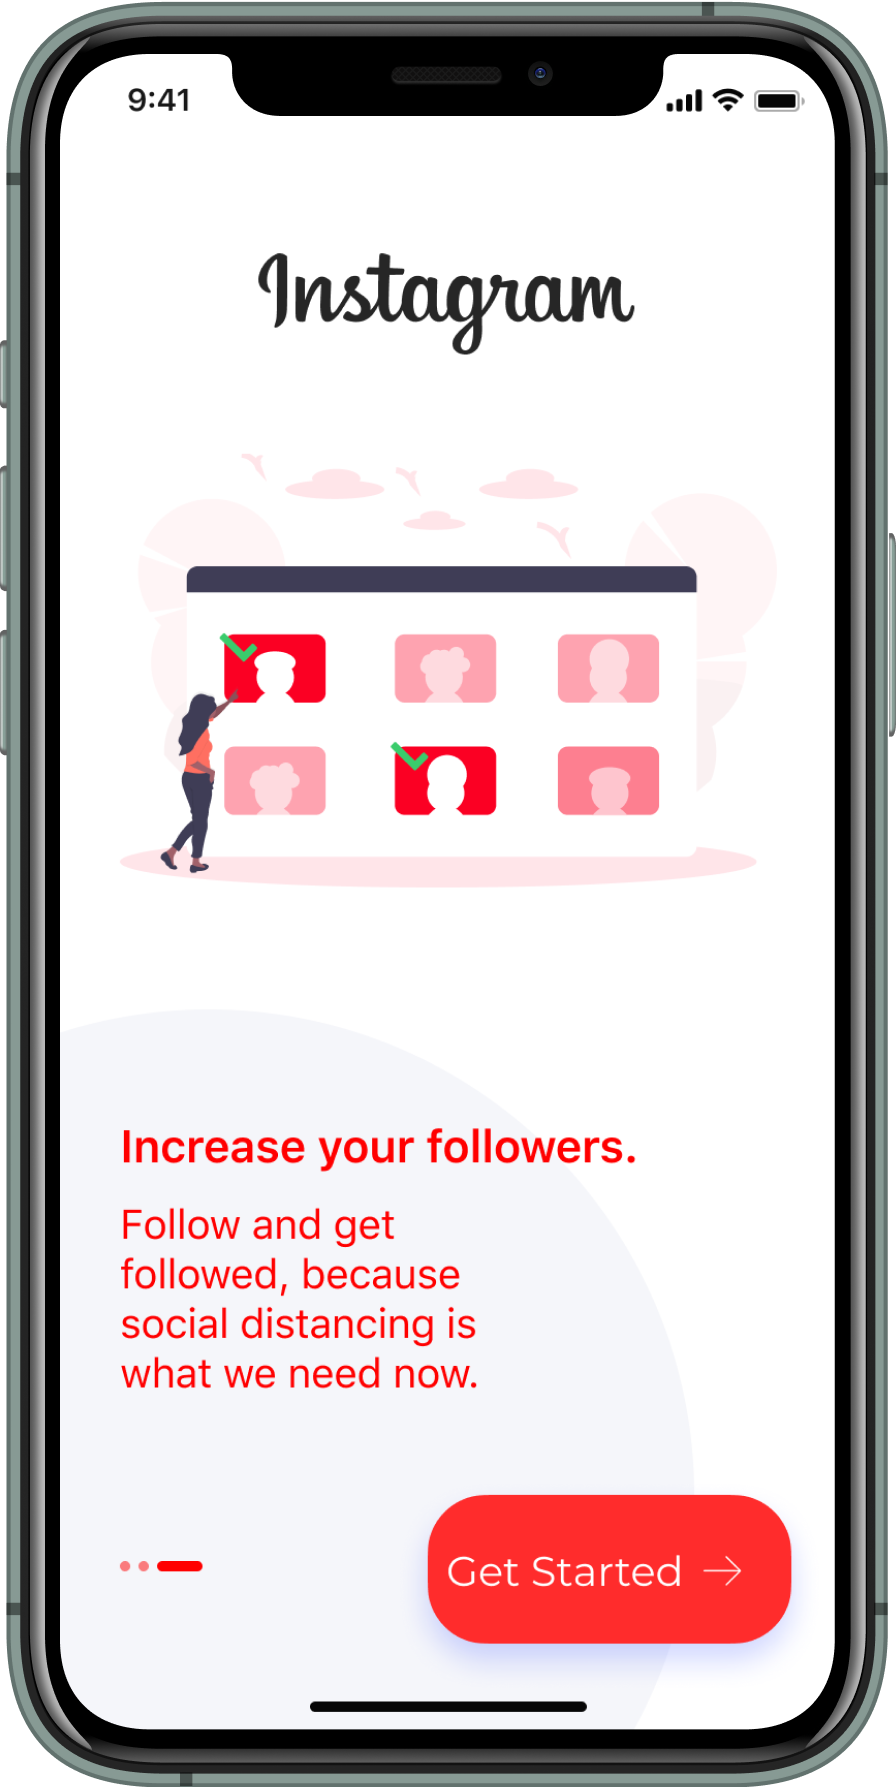 9:41
Instagram
Increase your followers.
Follow and get
followed, because
social distancing is
what we need now.
Get Started